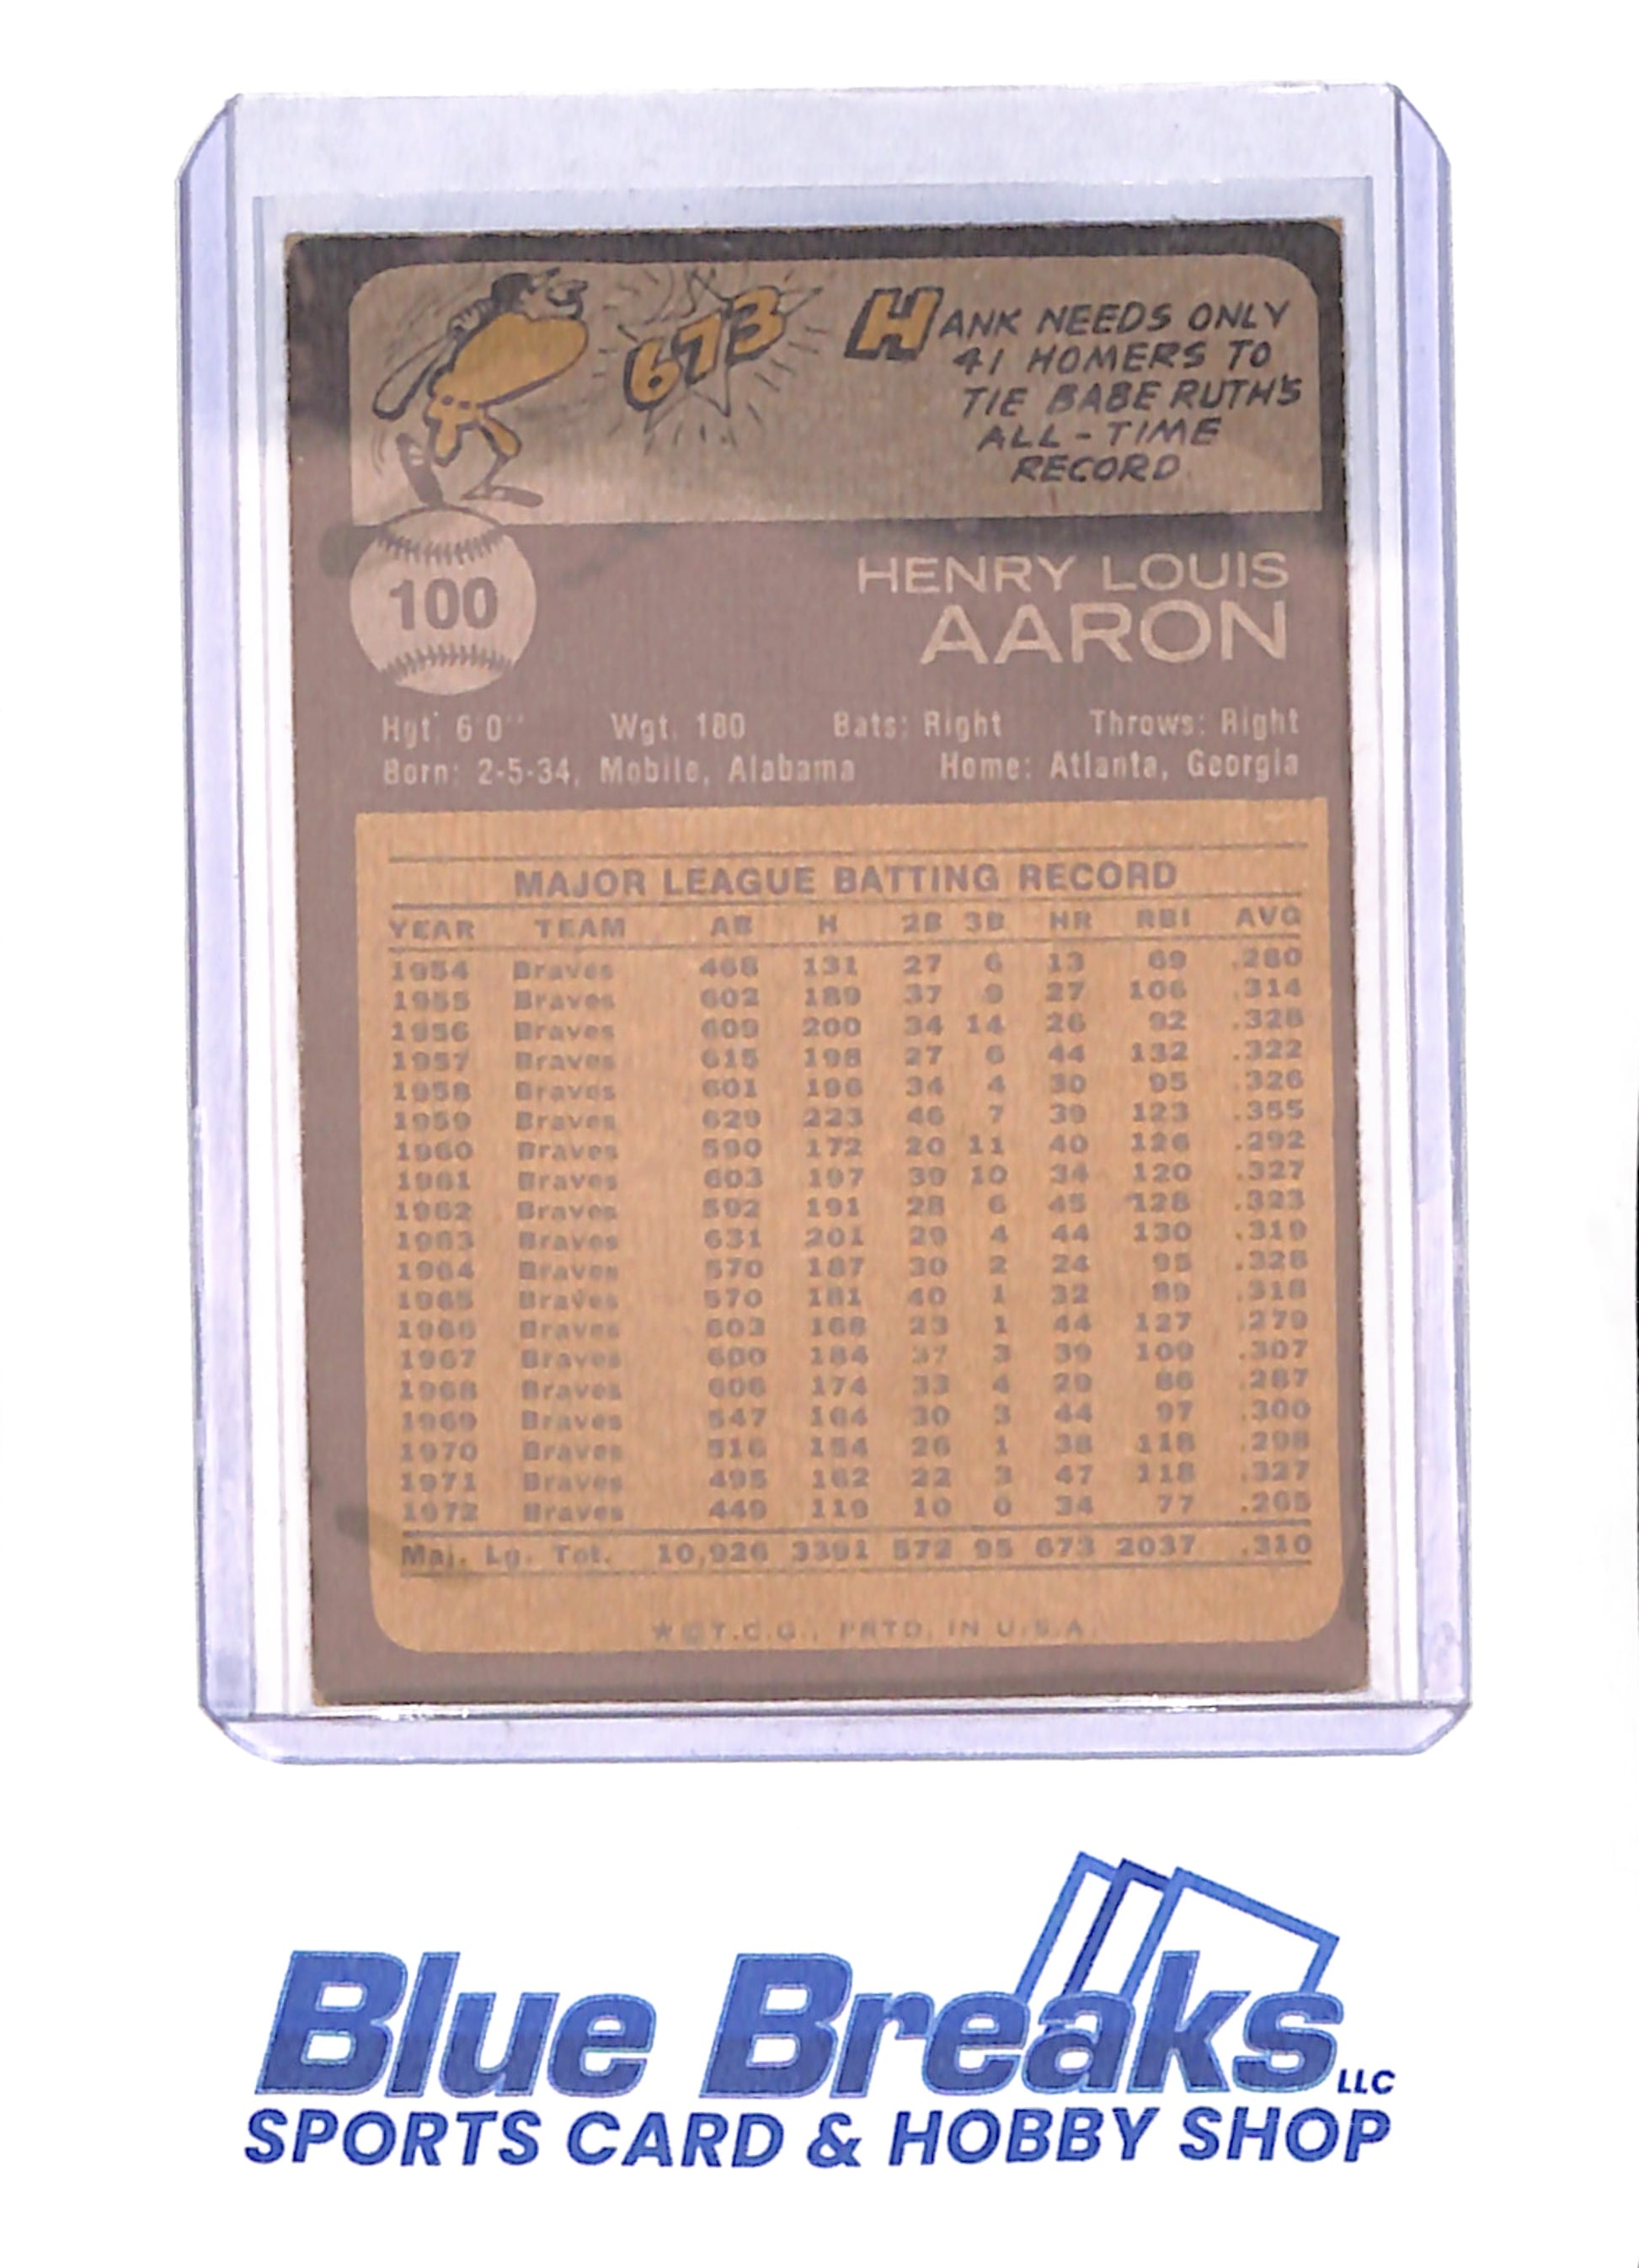 673
HANK NEEDS ONLY
41 HOMERS TO
TIE BABE RUTH'S
ALL-TIME
RECORD
100
HENRY LOUIS
AARON
Hgt: 6'0" Wgt. 180 Bats: Right Throws: Right
Born: 2-5-34, Mobile, Alabama Home: Atlanta, Georgia
MAJOR LEAGUE BATTING RECORD
YEAR TEAM AB H 2B 3B HR RBI AVG
1954 Braves 468 131 27 6 13 69 .280
1955 Braves 602 189 37 9 27 106 .314
1956 Braves 609 200 34 14 26 92 .328
1957 Braves 615 198 27 6 44 132 .322
1958 Braves 601 196 34 4 30 95 .326
1959 Braves 629 223 46 7 39 123 .355
1960 Braves 590 172 20 11 40 126 .292
1961 Braves 603 197 39 10 34 120 .327
1962 Braves 592 191 28 6 45 128 .323
1963 Braves 631 201 29 4 44 130 .319
1964 Braves 570 187 30 2 24 95 .328
1965 Braves 570 181 40 1 32 89 .318
1966 Braves 603 168 23 1 44 127 .279
1967 Braves 600 184 37 3 39 109 .307
1968 Braves 606 174 33 4 29 86 .287
1969 Braves 547 164 30 3 44 97 .300
1970 Braves 516 154 26 1 38 118 .298
1971 Braves 495 162 22 3 47 118 .327
1972 Braves 449 119 10 0 34 77 .265
Maj. Lg. Tot. 10,926 3391 572 95 673 2037 .310
★©T.C.G., PRTD. IN U.S.A.
Blue Breaks LLC
SPORTS CARD & HOBBY SHOP